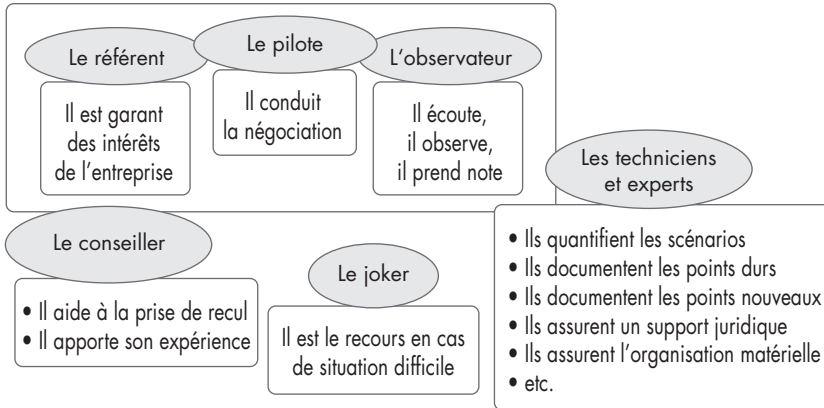 Le référent
Il est garant
des intérêts
de l'entreprise
Le pilote
Il conduit
la négociation
L'observateur
Il écoute,
il observe,
il prend note
Les techniciens
et experts
• Ils quantifient les scénarios
• Ils documentent les points durs
• Ils documentent les points nouveaux
• Ils assurent un support juridique
• Ils assurent l'organisation matérielle
• etc.
Le conseiller
• Il aide à la prise de recul
• Il apporte son expérience
Le joker
Il est le recours en cas
de situation difficile